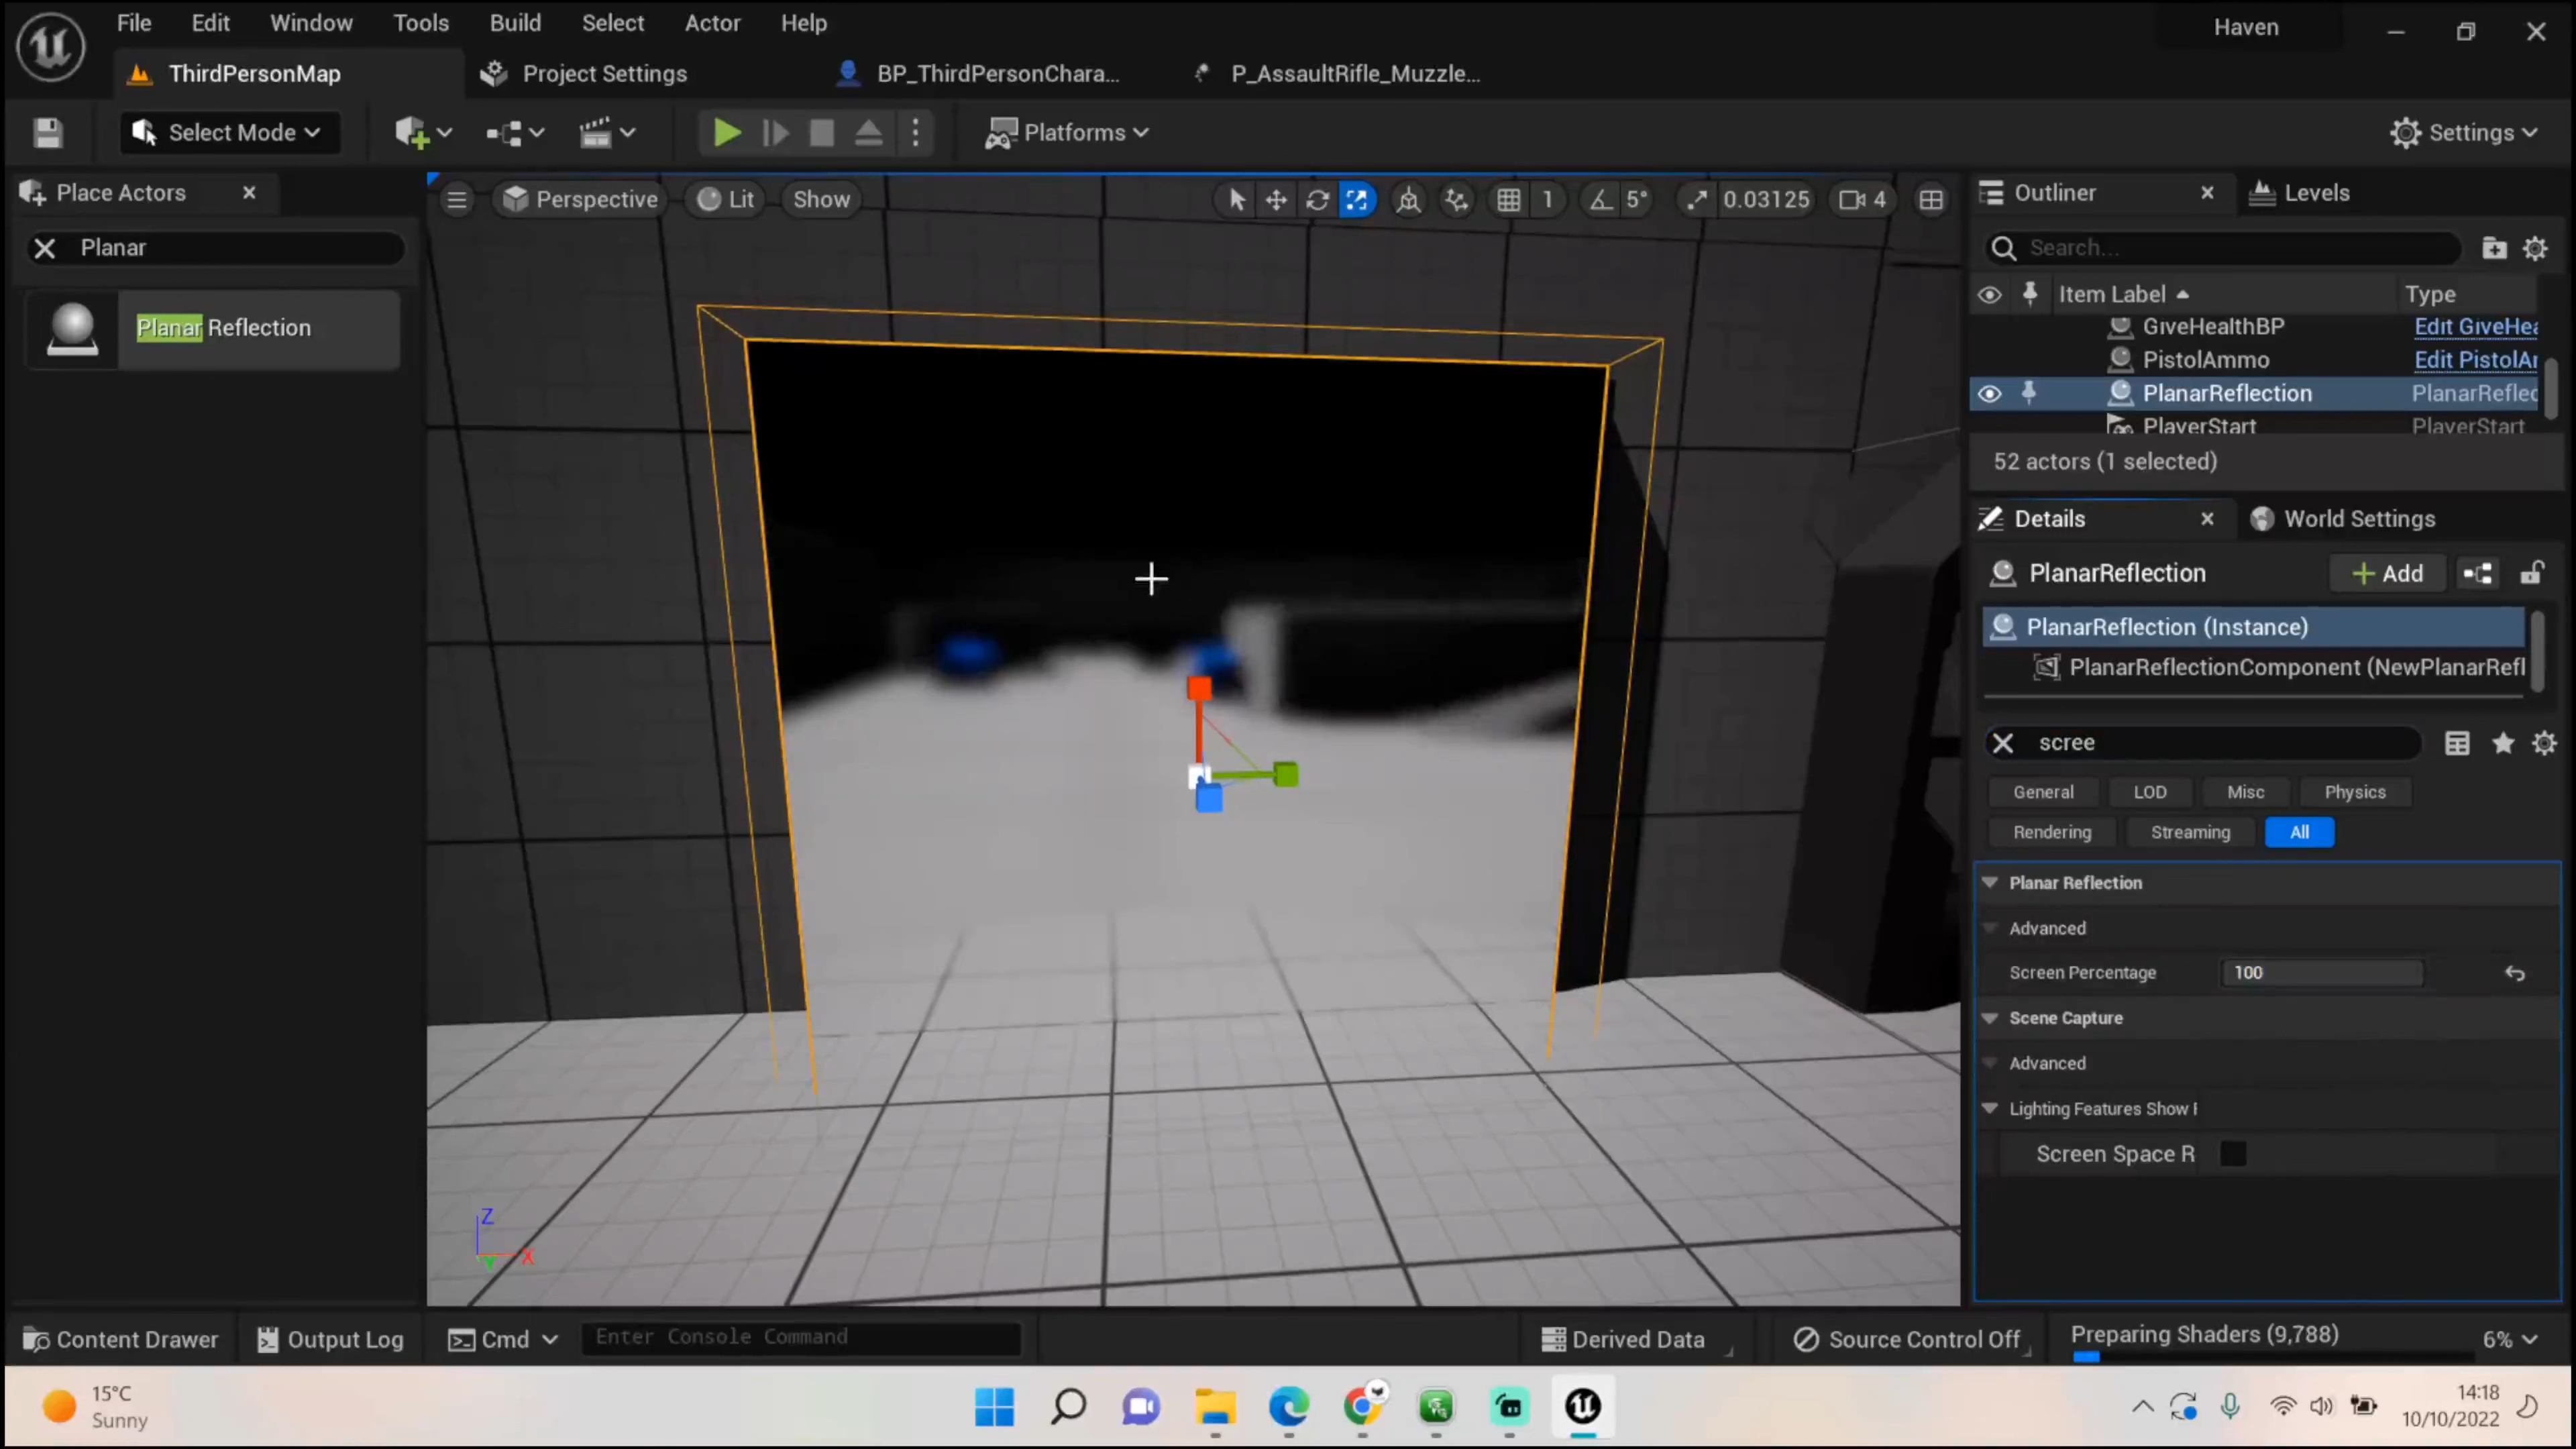 File Edit Window Tools Build Select Actor Help
Haven
ThirdPersonMap
Project Settings
BP_ThirdPersonChara...
P_AssaultRifle_Muzzle...
Select Mode
Platforms
Settings
Place Actors
Planar
Planar Reflection
Perspective
Lit
Show
1
5°
0.03125
4
Outliner
Levels
Search...
Item Label
Type
GiveHealthBP
Edit GiveHea
PistolAmmo
Edit PistolAr
PlanarReflection
PlanarReflec
PlayerStart
PlayerStart
52 actors (1 selected)
Details
World Settings
PlanarReflection
Add
PlanarReflection (Instance)
PlanarReflectionComponent (NewPlanarRefl
scree
General
LOD
Misc
Physics
Rendering
Streaming
All
Planar Reflection
Advanced
Screen Percentage
100
Scene Capture
Advanced
Lighting Features Show F
Screen Space R
Z
X
Y
Content Drawer
Output Log
Cmd
Enter Console Command
Derived Data
Source Control Off
Preparing Shaders (9,788)
6%
15°C
Sunny
14:18
10/10/2022